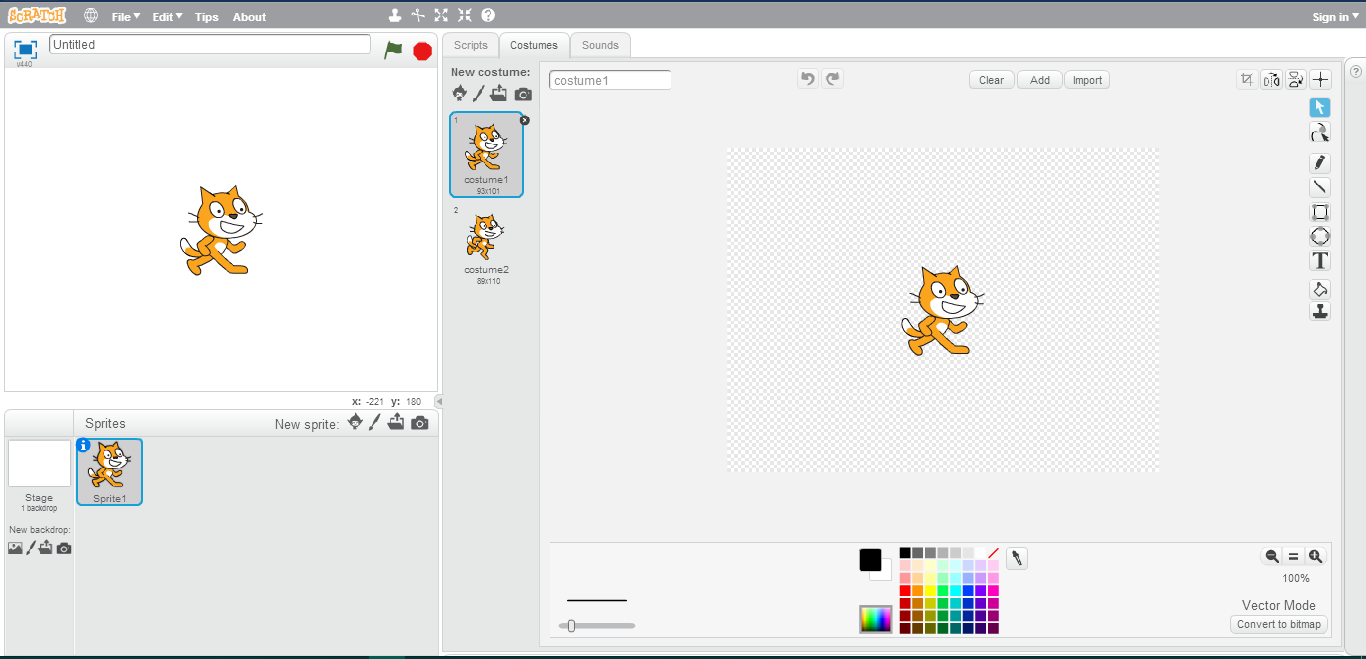 SCRATCH File Edit Tips About Sign in
Untitled
v440
Scripts Costumes Sounds
New costume:
1
costume1
93x101
2
costume2
89x110
costume1
Clear Add Import
T
x: -221 y: 180
Sprites New sprite:
Sprite1
Stage
1 backdrop
New backdrop:
100%
Vector Mode
Convert to bitmap